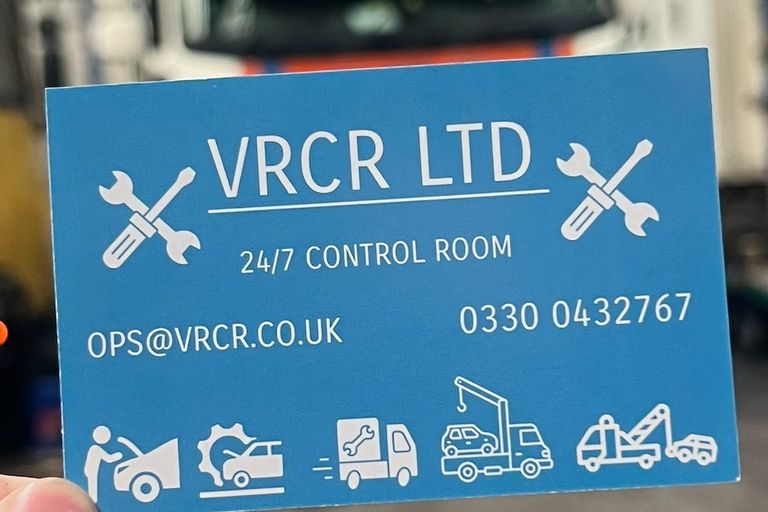 VRCR LTD
24/7 CONTROL ROOM
OPS@VRCR.CO.UK
0330 0432767